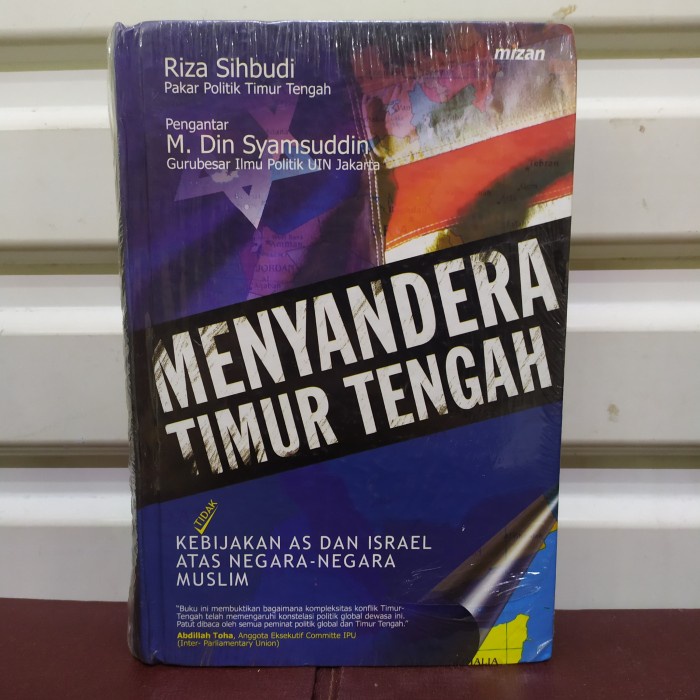 mizan
Riza Sihbudi
Pakar Politik Timur Tengah
Pengantar
M. Din Syamsuddin
Gurubesar Ilmu Politik UIN Jakarta
JORDAN
MENYANDERA
TIMUR TENGAH
TIDAK
KEBIJAKAN AS DAN ISRAEL
ATAS NEGARA-NEGARA
MUSLIM
"Buku ini membuktikan bagaimana kompleksitas konflik Timur-
Tengah telah memengaruhi konstelasi politik global dewasa ini.
Patut dibaca oleh semua peminat politik global dan Timur Tengah."
Abdillah Toha, Anggota Eksekutif Committe IPU
(Inter- Parliamentary Union)